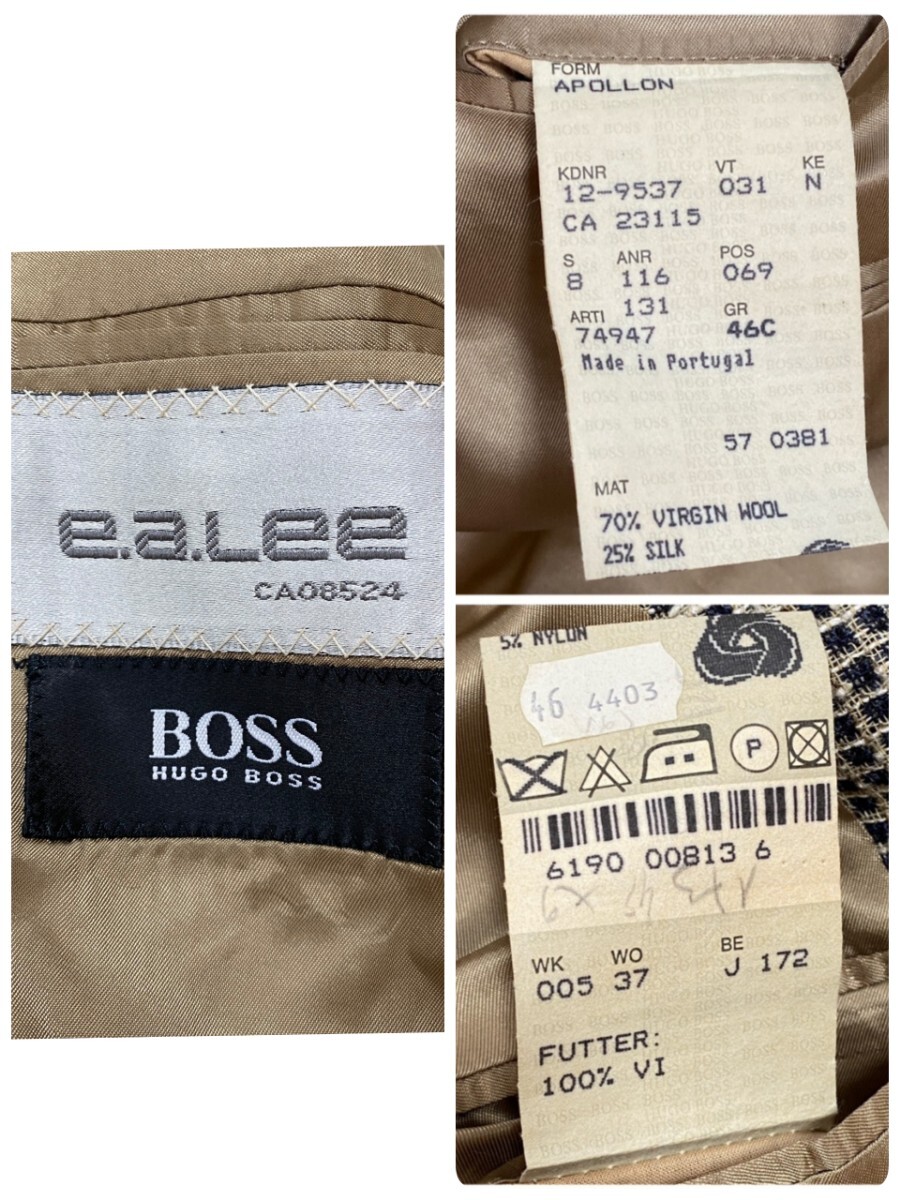 e.a.Lee
CA08524
BOSS
HUGO BOSS
FORM
APOLLON
KDNR VT KE
12-9537 031 N
CA 23115
S ANR POS
8 116 069
131
ARTI GR
74947 46C
Made in Portugal
57 0381
MAT
70% VIRGIN WOOL
25% SILK
5% NYLON
46 4403
P
6190 00813 6
WK WO BE
005 37 J 172
FUTTER:
100% VI